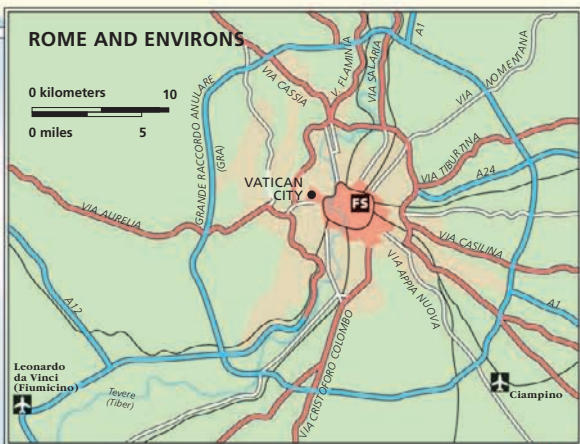 ROME AND ENVIRONS
0 kilometers 10
0 miles 5
VIA CASSIA
V. FLAMINIA
VIA SALARIA
A1
VIA NOMENTANA
GRANDE RACCORDO ANULARE
(GRA)
VIA TIBURTINA
A24
VATICAN
CITY
FS
VIA AURELIA
VIA CASILINA
VIA APPIA NUOVA
A12
A1
VIA CRISTOFORO COLOMBO
Leonardo
da Vinci
(Fiumicino)
Tevere
(Tiber)
Ciampino